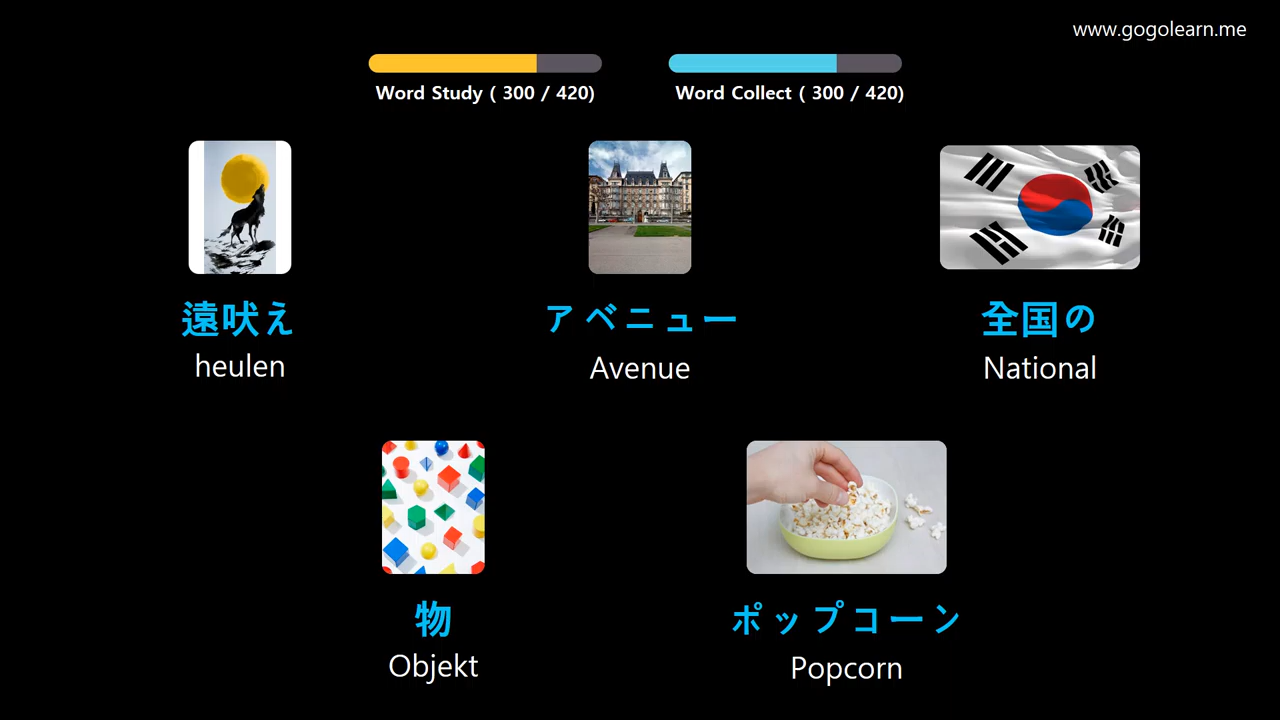 www.gogolearn.me
Word Study ( 300 / 420)
Word Collect ( 300 / 420)
遠吠え
heulen
アベニュー
Avenue
全国の
National
物
Objekt
ポップコーン
Popcorn